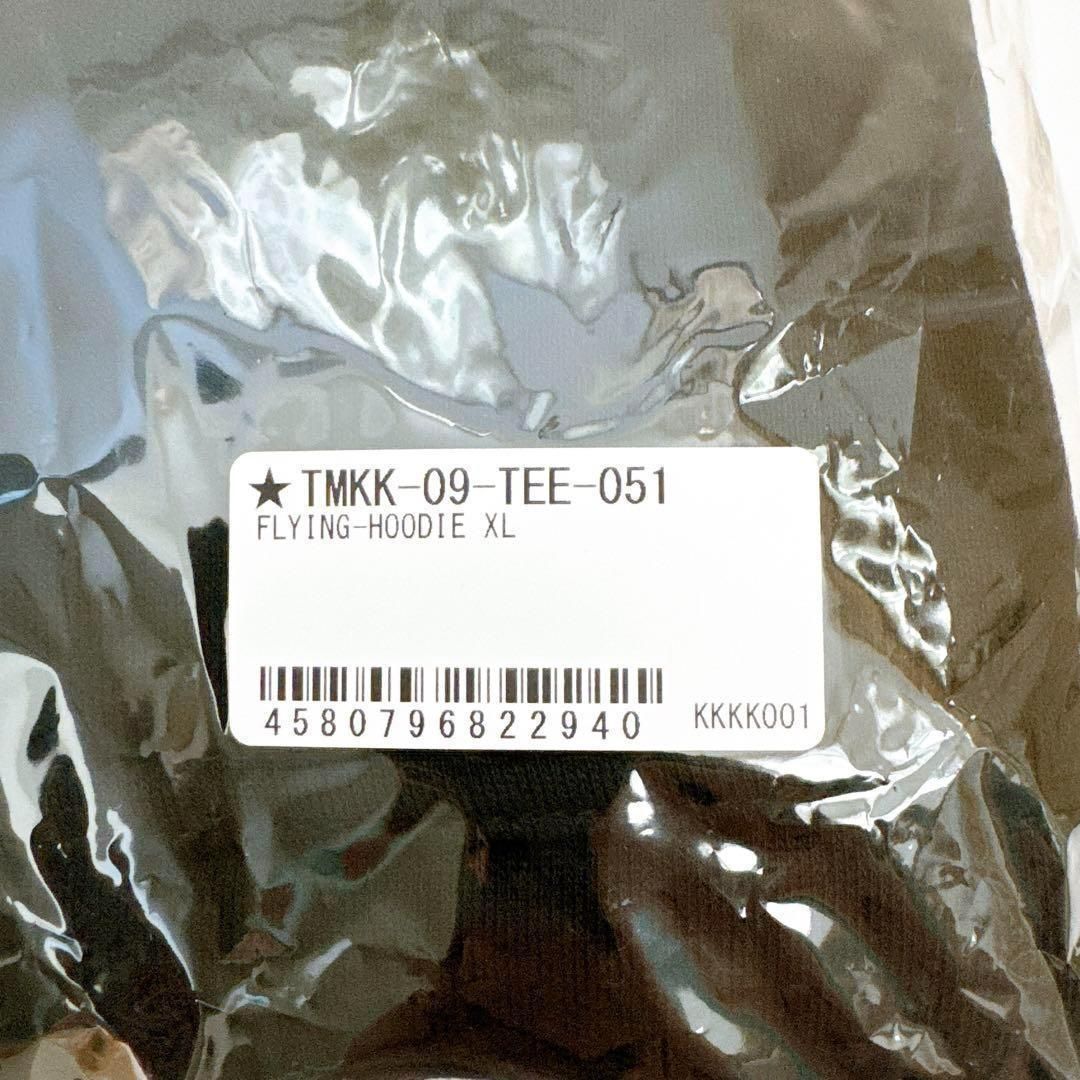 ★TMKK-09-TEE-051
FLYING-HOODIE XL
4580796822940
KKKK001